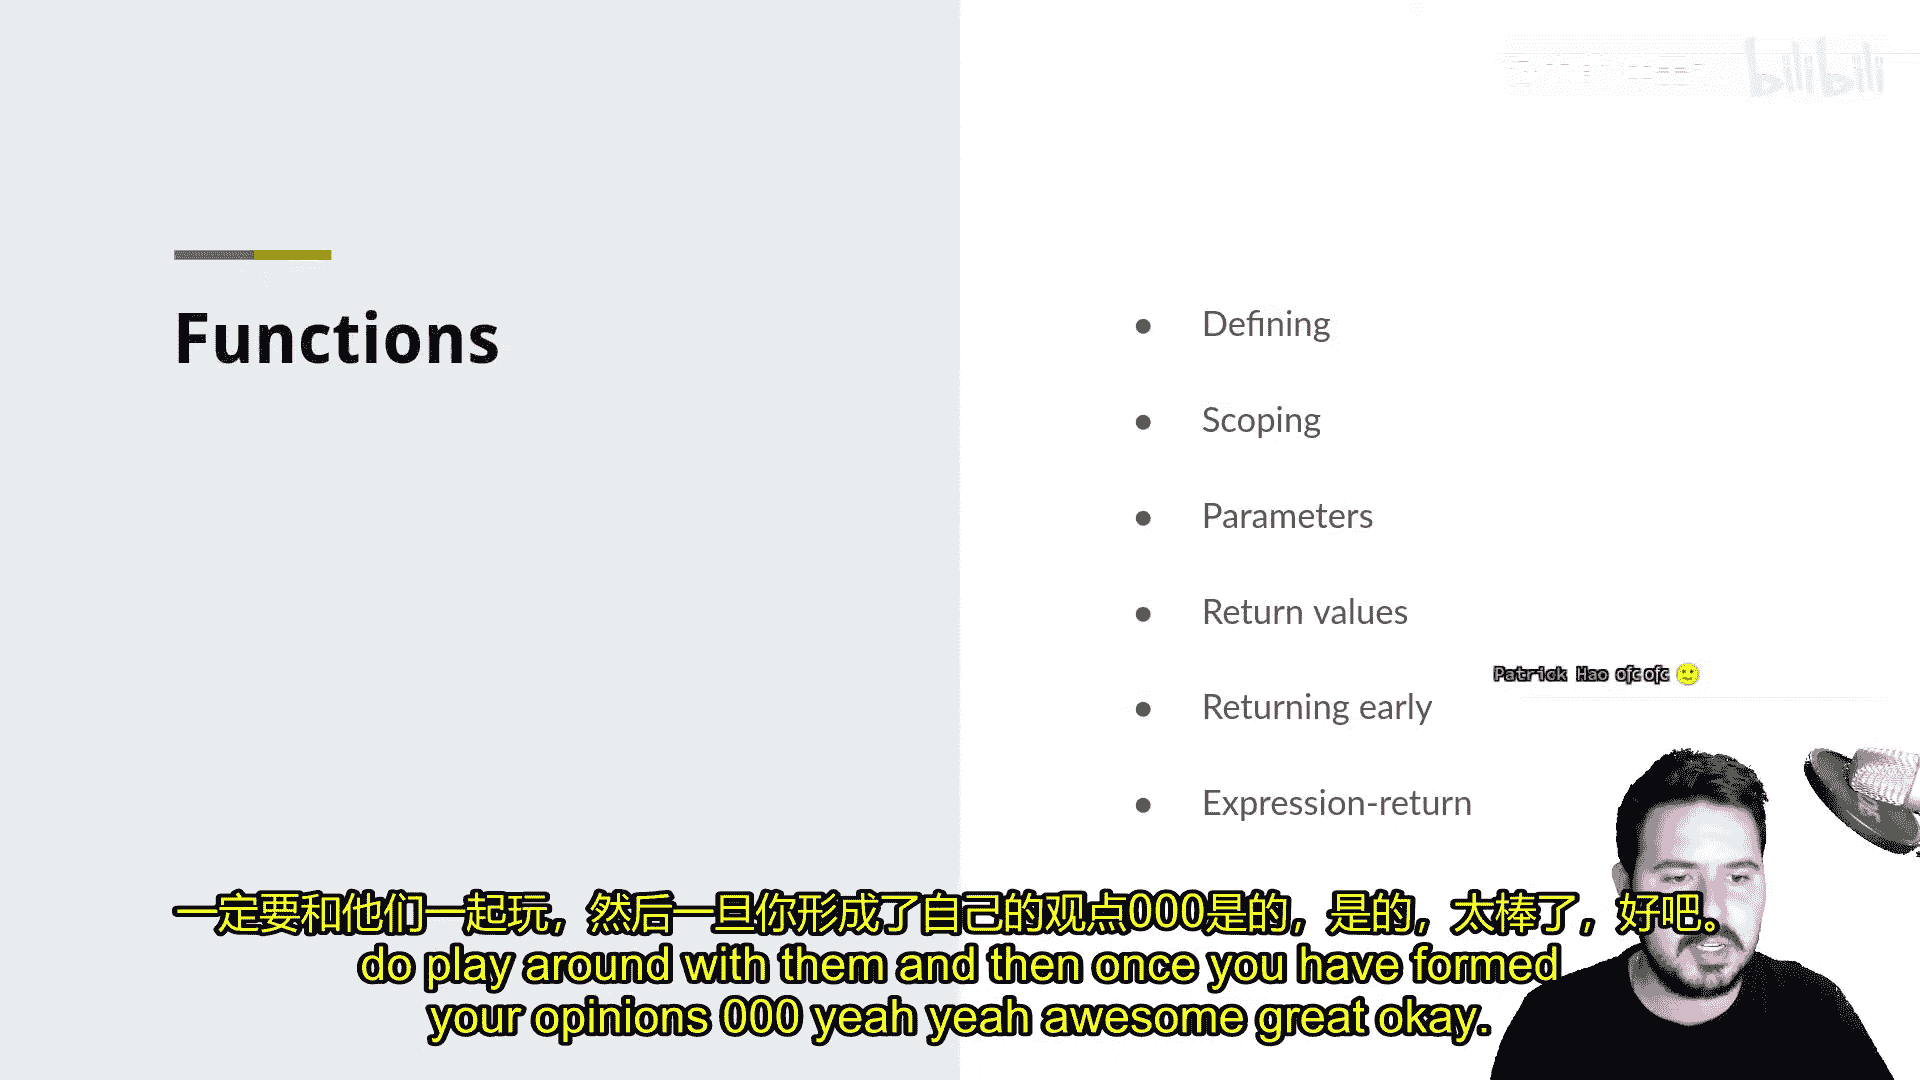 bilibili
Functions
● Defining
● Scoping
● Parameters
● Return values
● Returning early
● Expression-return
Patrick Hao ofc ofc 🙂
一定要和他们一起玩，然后一旦你形成了自己的观点000是的，是的，太棒了，好吧。
do play around with them and then once you have formed
your opinions 000 yeah yeah awesome great okay.